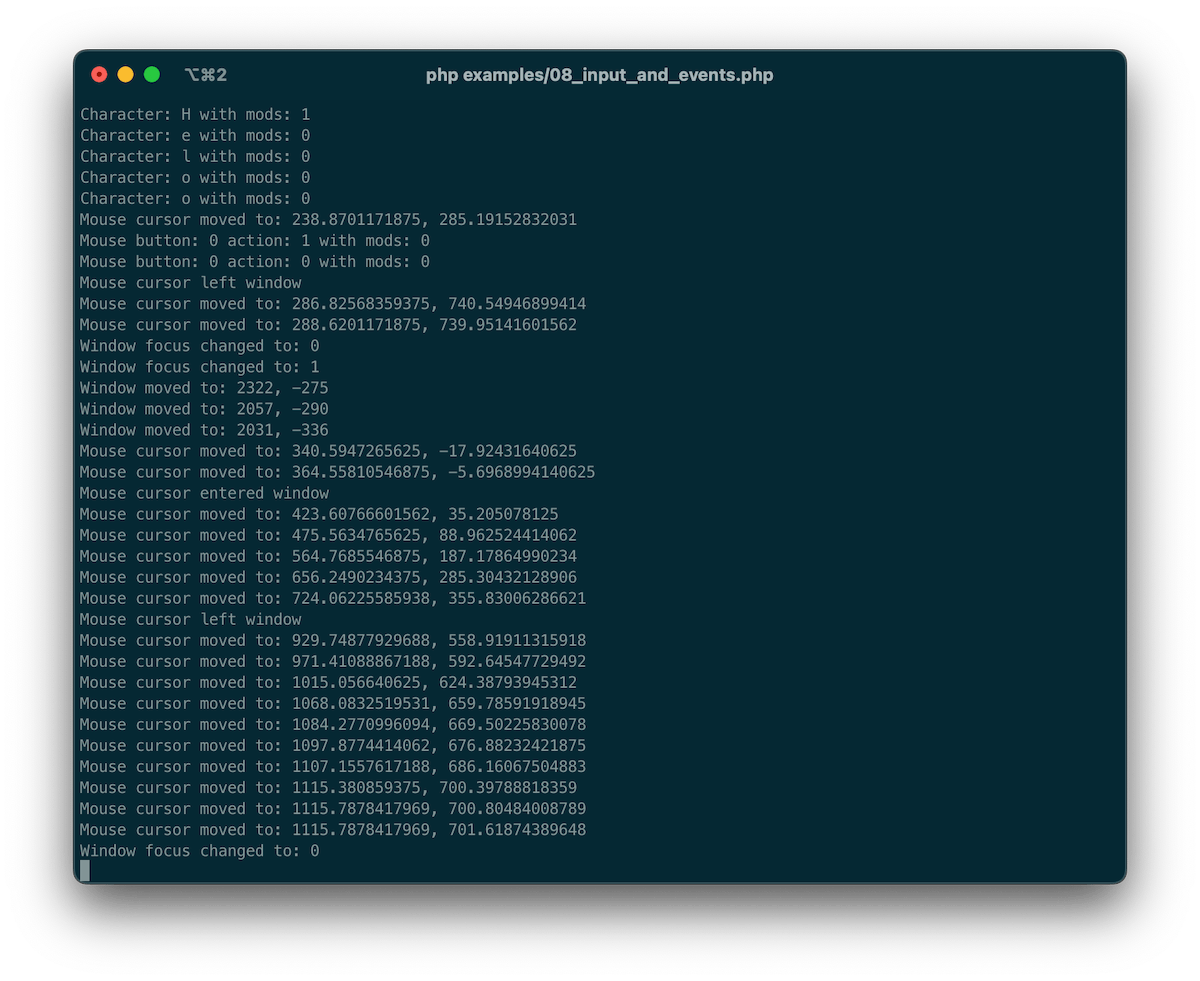 ⌥⌘2 php examples/08_input_and_events.php
Character: H with mods: 1
Character: e with mods: 0
Character: l with mods: 0
Character: o with mods: 0
Character: o with mods: 0
Mouse cursor moved to: 238.8701171875, 285.19152832031
Mouse button: 0 action: 1 with mods: 0
Mouse button: 0 action: 0 with mods: 0
Mouse cursor left window
Mouse cursor moved to: 286.82568359375, 740.54946899414
Mouse cursor moved to: 288.6201171875, 739.95141601562
Window focus changed to: 0
Window focus changed to: 1
Window moved to: 2322, -275
Window moved to: 2057, -290
Window moved to: 2031, -336
Mouse cursor moved to: 340.5947265625, -17.92431640625
Mouse cursor moved to: 364.55810546875, -5.6968994140625
Mouse cursor entered window
Mouse cursor moved to: 423.60766601562, 35.205078125
Mouse cursor moved to: 475.5634765625, 88.962524414062
Mouse cursor moved to: 564.7685546875, 187.17864990234
Mouse cursor moved to: 656.2490234375, 285.30432128906
Mouse cursor moved to: 724.06225585938, 355.83006286621
Mouse cursor left window
Mouse cursor moved to: 929.74877929688, 558.91911315918
Mouse cursor moved to: 971.41088867188, 592.64547729492
Mouse cursor moved to: 1015.056640625, 624.38793945312
Mouse cursor moved to: 1068.0832519531, 659.78591918945
Mouse cursor moved to: 1084.2770996094, 669.50225830078
Mouse cursor moved to: 1097.8774414062, 676.88232421875
Mouse cursor moved to: 1107.1557617188, 686.16067504883
Mouse cursor moved to: 1115.380859375, 700.39788818359
Mouse cursor moved to: 1115.7878417969, 700.80484008789
Mouse cursor moved to: 1115.7878417969, 701.61874389648
Window focus changed to: 0